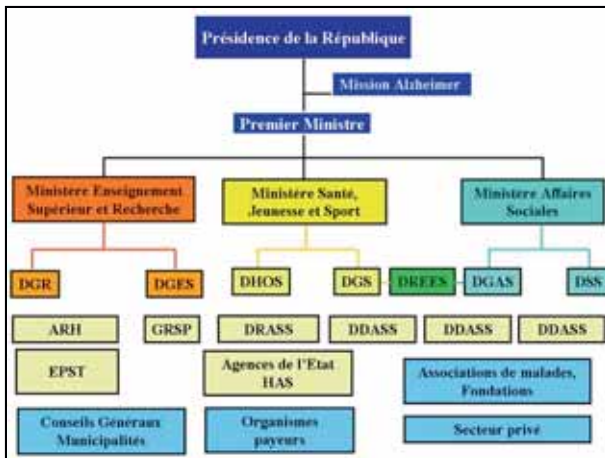 Présidence de la République
Mission Alzheimer
Premier Ministre
Ministère Enseignement
Supérieur et Recherche
Ministère Santé,
Jeunesse et Sport
Ministère Affaires
Sociales
DGR
DGES
DHOS
DGS
DREES
DGAS
DSS
ARH
GRSP
DRASS
DDASS
DDASS
DDASS
EPST
Agences de l'Etat
HAS
Associations de malades,
Fondations
Conseils Généraux
Municipalités
Organismes
payeurs
Secteur privé